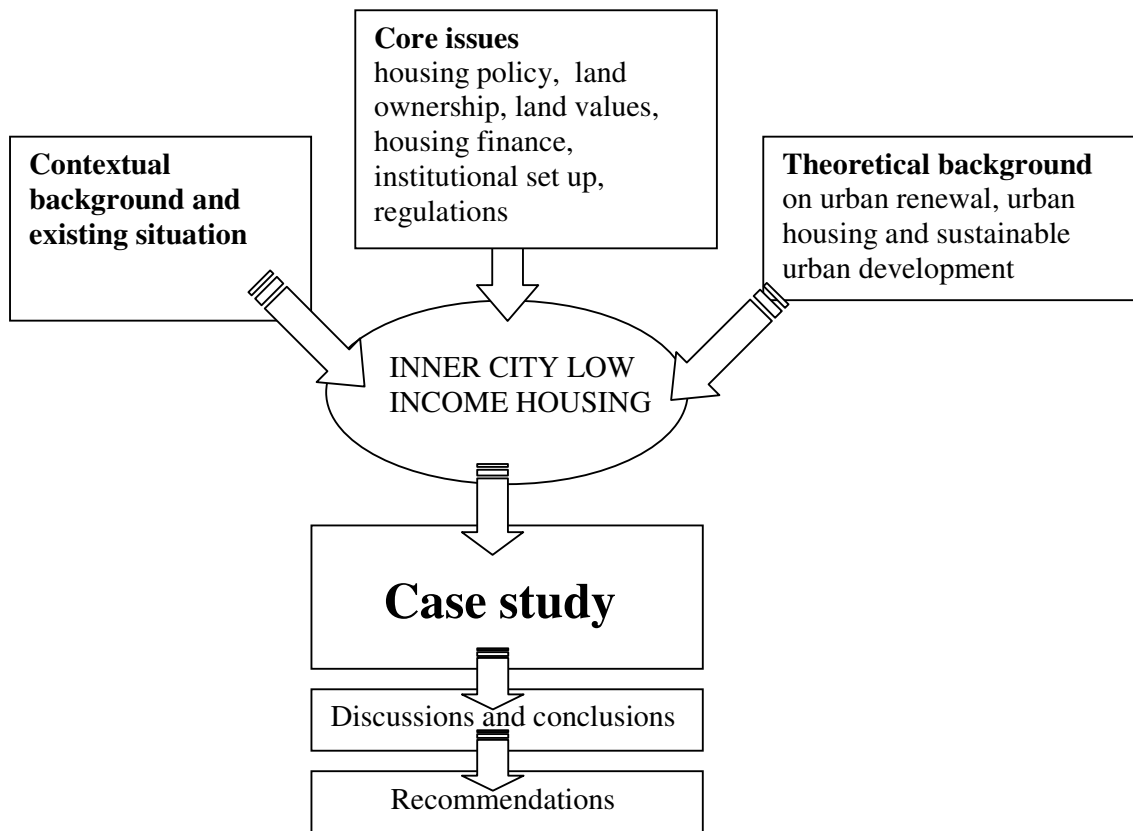 Core issues
housing policy, land
ownership, land values,
housing finance,
institutional set up,
regulations
Contextual
background and
existing situation
Theoretical background
on urban renewal, urban
housing and sustainable
urban development
INNER CITY LOW
INCOME HOUSING
Case study
Discussions and conclusions
Recommendations